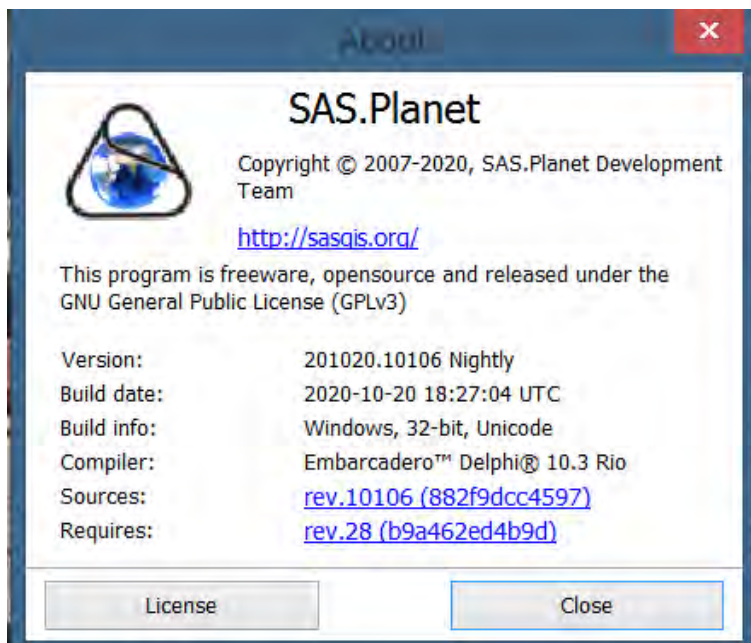 About
SAS.Planet
Copyright © 2007-2020, SAS.Planet Development
Team
http://sasgis.org/
This program is freeware, opensource and released under the
GNU General Public License (GPLv3)
Version: 201020.10106 Nightly
Build date: 2020-10-20 18:27:04 UTC
Build info: Windows, 32-bit, Unicode
Compiler: Embarcadero™ Delphi® 10.3 Rio
Sources: rev.10106 (882f9dcc4597)
Requires: rev.28 (b9a462ed4b9d)
License Close